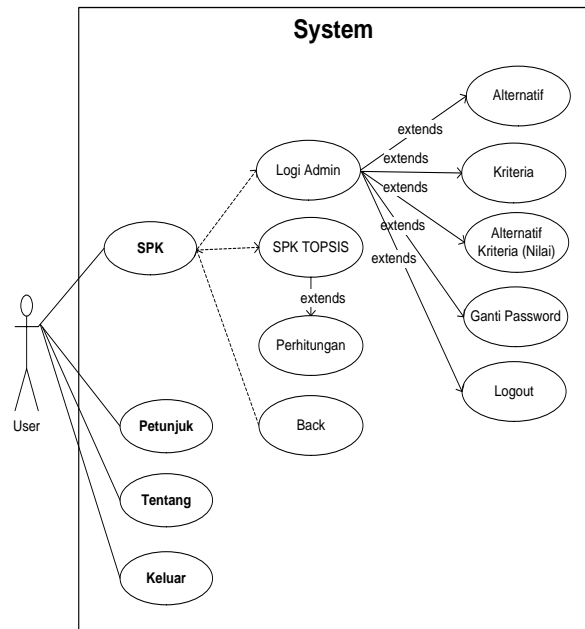 System
Alternatif
extends
Logi Admin
extends
Kriteria
extends
SPK
SPK TOPSIS
extends
Alternatif
Kriteria (Nilai)
extends
extends
Perhitungan
Ganti Password
Logout
User
Petunjuk
Back
Tentang
Keluar